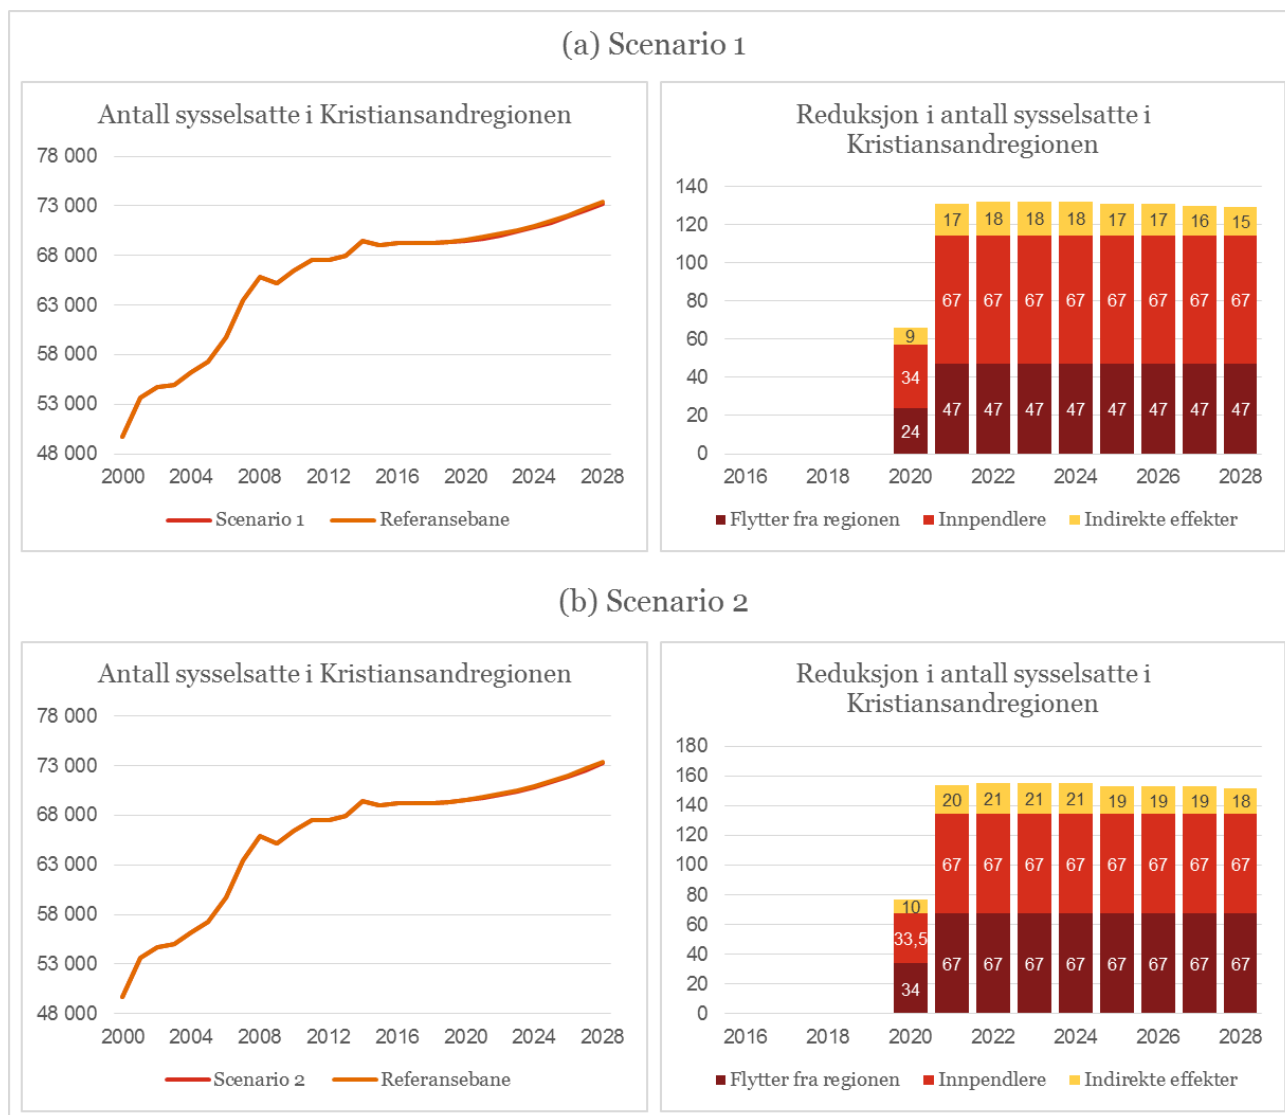 (a) Scenario 1
Antall sysselsatte i Kristiansandregionen
78 000
73 000
68 000
63 000
58 000
53 000
48 000
2000 2004 2008 2012 2016 2020 2024 2028
Scenario 1 Referansebane
Reduksjon i antall sysselsatte i
Kristiansandregionen
140
120
100
80
60
40
20
0
9 17 18 18 18 17 17 16 15
34 67 67 67 67 67 67 67 67
24 47 47 47 47 47 47 47 47
2016 2018 2020 2022 2024 2026 2028
Flytter fra regionen Innpendlere Indirekte effekter
(b) Scenario 2
Antall sysselsatte i Kristiansandregionen
78 000
73 000
68 000
63 000
58 000
53 000
48 000
2000 2004 2008 2012 2016 2020 2024 2028
Scenario 2 Referansebane
Reduksjon i antall sysselsatte i
Kristiansandregionen
180
160
140
120
100
80
60
40
20
0
10 20 21 21 21 19 19 19 18
33,5 67 67 67 67 67 67 67 67
34 67 67 67 67 67 67 67 67
2016 2018 2020 2022 2024 2026 2028
Flytter fra regionen Innpendlere Indirekte effekter